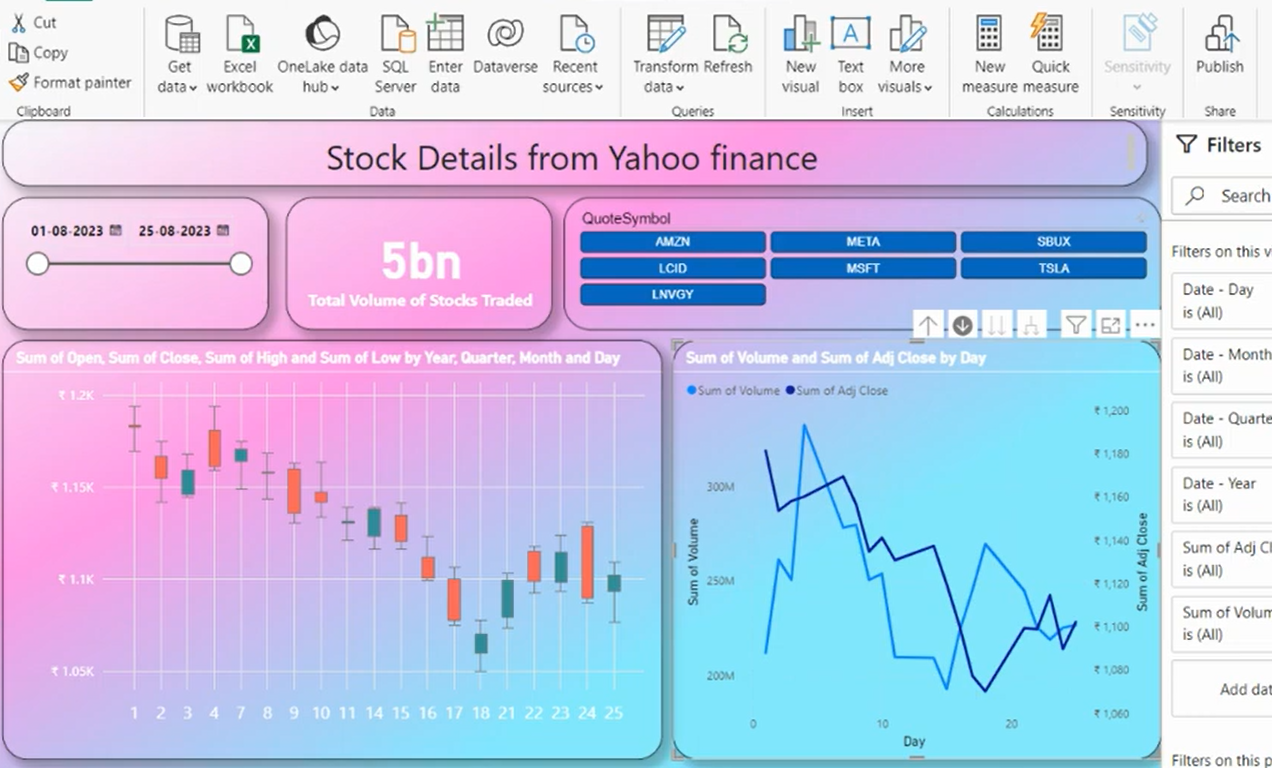 Cut
Copy
Format painter
Clipboard
Get data
Excel workbook
OneLake data hub
SQL Server
Enter data
Dataverse
Recent sources
Data
Transform data
Refresh
Queries
New visual
Text box
More visuals
Insert
New measure
Quick measure
Calculations
Sensitivity
Sensitivity
Publish
Share
Stock Details from Yahoo finance
01-08-2023 25-08-2023
5bn
Total Volume of Stocks Traded
QuoteSymbol
AMZN META SBUX
LCID MSFT TSLA
LNVGY
Sum of Open, Sum of Close, Sum of High and Sum of Low by Year, Quarter, Month and Day
₹ 1.2K
₹ 1.15K
₹ 1.1K
₹ 1.05K
1 2 3 4 7 8 9 10 11 14 15 16 17 18 21 22 23 24 25
Sum of Volume and Sum of Adj Close by Day
Sum of Volume Sum of Adj Close
Sum of Volume
300M
250M
200M
₹ 1,200
₹ 1,180
₹ 1,160
₹ 1,140
₹ 1,120
₹ 1,100
₹ 1,080
₹ 1,060
Sum of Adj Close
0 10 20
Day
Filters
Search
Filters on this v
Date - Day
is (All)
Date - Month
is (All)
Date - Quarte
is (All)
Date - Year
is (All)
Sum of Adj Cl
is (All)
Sum of Volum
is (All)
Add dat
Filters on this p